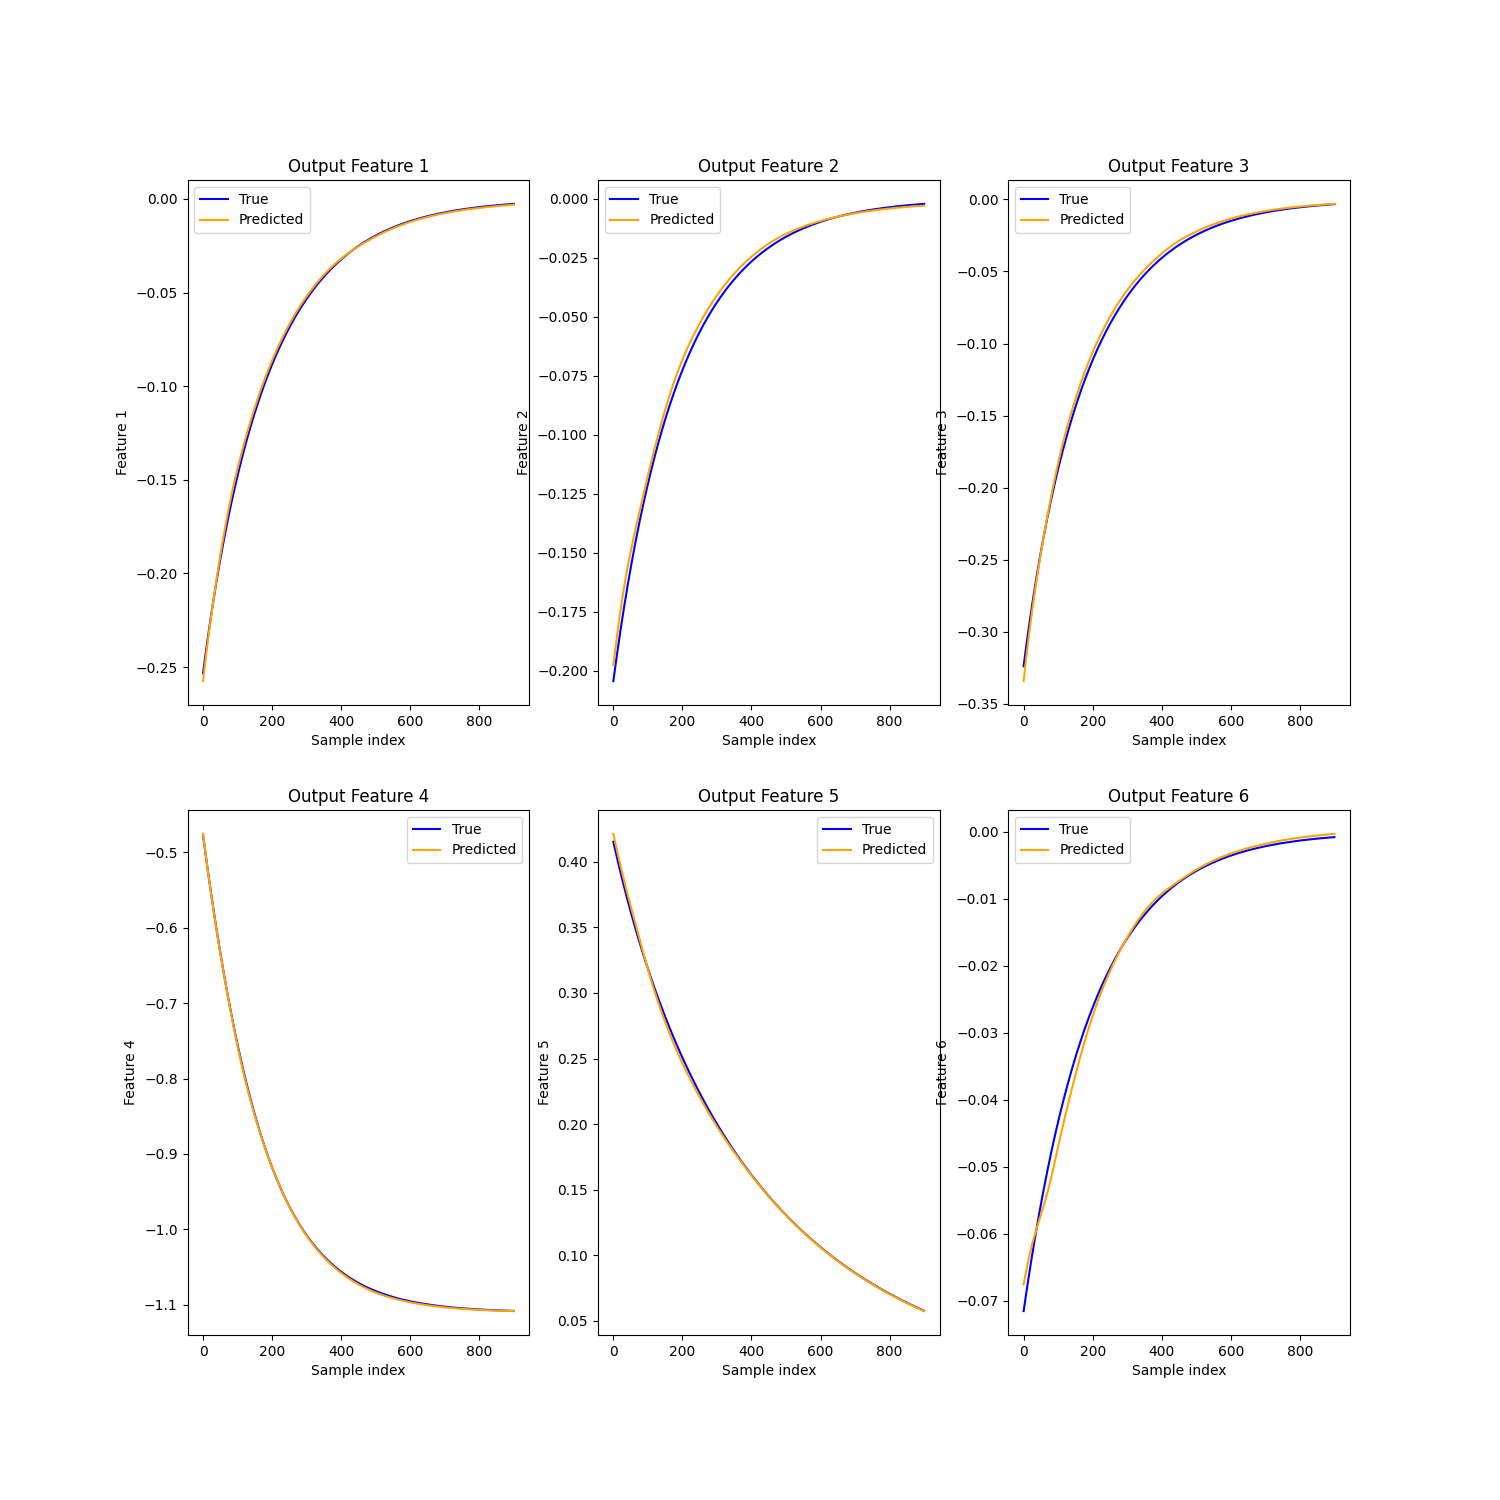 Output Feature 1
True
Predicted
0.00
−0.05
−0.10
−0.15
−0.20
−0.25
Feature 1
0 200 400 600 800
Sample index
Output Feature 2
True
Predicted
0.000
−0.025
−0.050
−0.075
−0.100
−0.125
−0.150
−0.175
−0.200
Feature 2
0 200 400 600 800
Sample index
Output Feature 3
True
Predicted
0.00
−0.05
−0.10
−0.15
−0.20
−0.25
−0.30
−0.35
Feature 3
0 200 400 600 800
Sample index
Output Feature 4
True
Predicted
−0.5
−0.6
−0.7
−0.8
−0.9
−1.0
−1.1
Feature 4
0 200 400 600 800
Sample index
Output Feature 5
True
Predicted
0.40
0.35
0.30
0.25
0.20
0.15
0.10
0.05
Feature 5
0 200 400 600 800
Sample index
Output Feature 6
True
Predicted
0.00
−0.01
−0.02
−0.03
−0.04
−0.05
−0.06
−0.07
Feature 6
0 200 400 600 800
Sample index